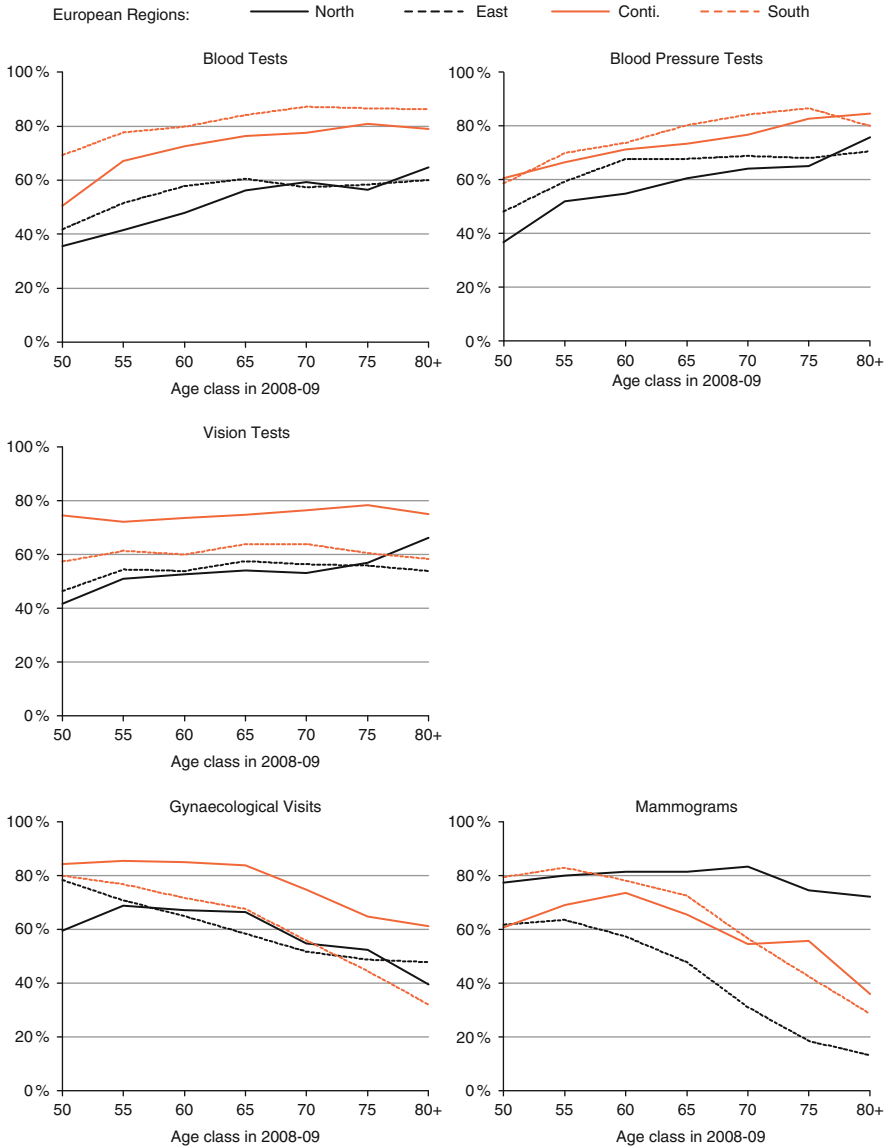 European Regions: North East Conti. South
Blood Tests
100 %
80 %
60 %
40 %
20 %
0 %
50 55 60 65 70 75 80+
Age class in 2008-09
Blood Pressure Tests
100 %
80 %
60 %
40 %
20 %
0 %
50 55 60 65 70 75 80+
Age class in 2008-09
Vision Tests
100 %
80 %
60 %
40 %
20 %
0 %
50 55 60 65 70 75 80+
Age class in 2008-09
Gynaecological Visits
100 %
80 %
60 %
40 %
20 %
0 %
50 55 60 65 70 75 80+
Age class in 2008-09
Mammograms
100 %
80 %
60 %
40 %
20 %
0 %
50 55 60 65 70 75 80+
Age class in 2008-09